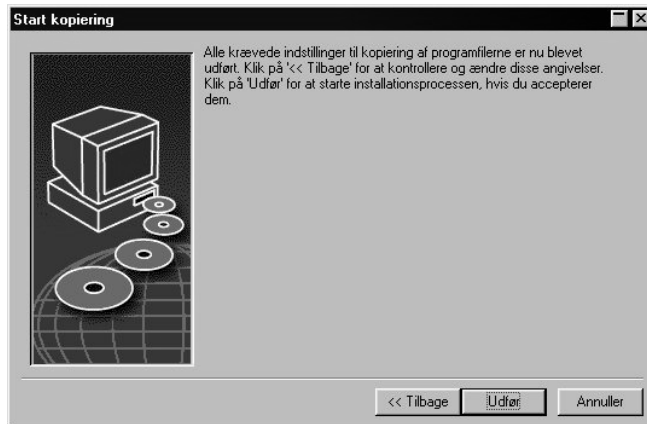 Start kopiering
Alle krævede indstillinger til kopiering af programfilerne er nu blevet
udført. Klik på '<< Tilbage' for at kontrollere og ændre disse angivelser.
Klik på 'Udfør' for at starte installationsprocessen, hvis du accepterer
dem.
<< Tilbage
Udfør
Annuller